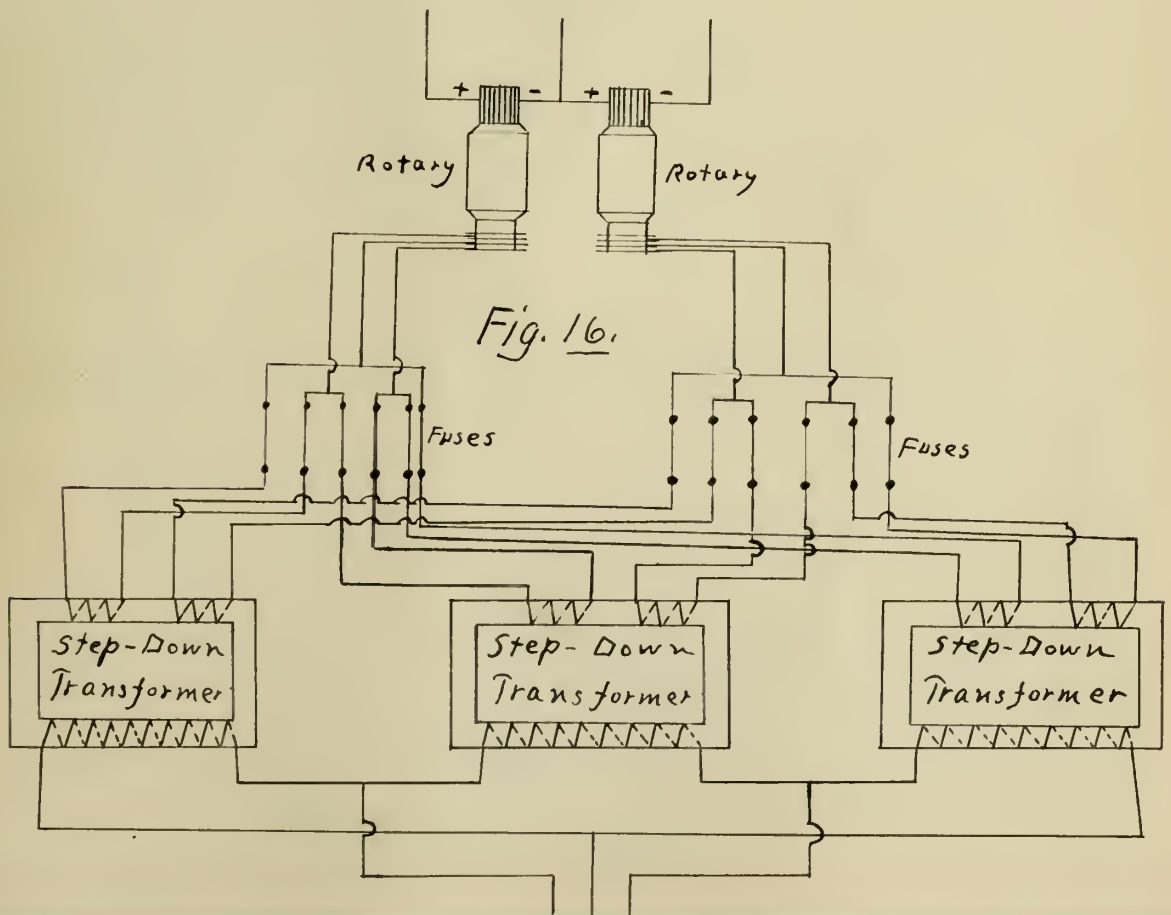 + - + -
Rotary
Rotary
Fig. 16.
Fuses
Fuses
Step-Down
Transformer
Step-Down
Transformer
Step-Down
Transformer